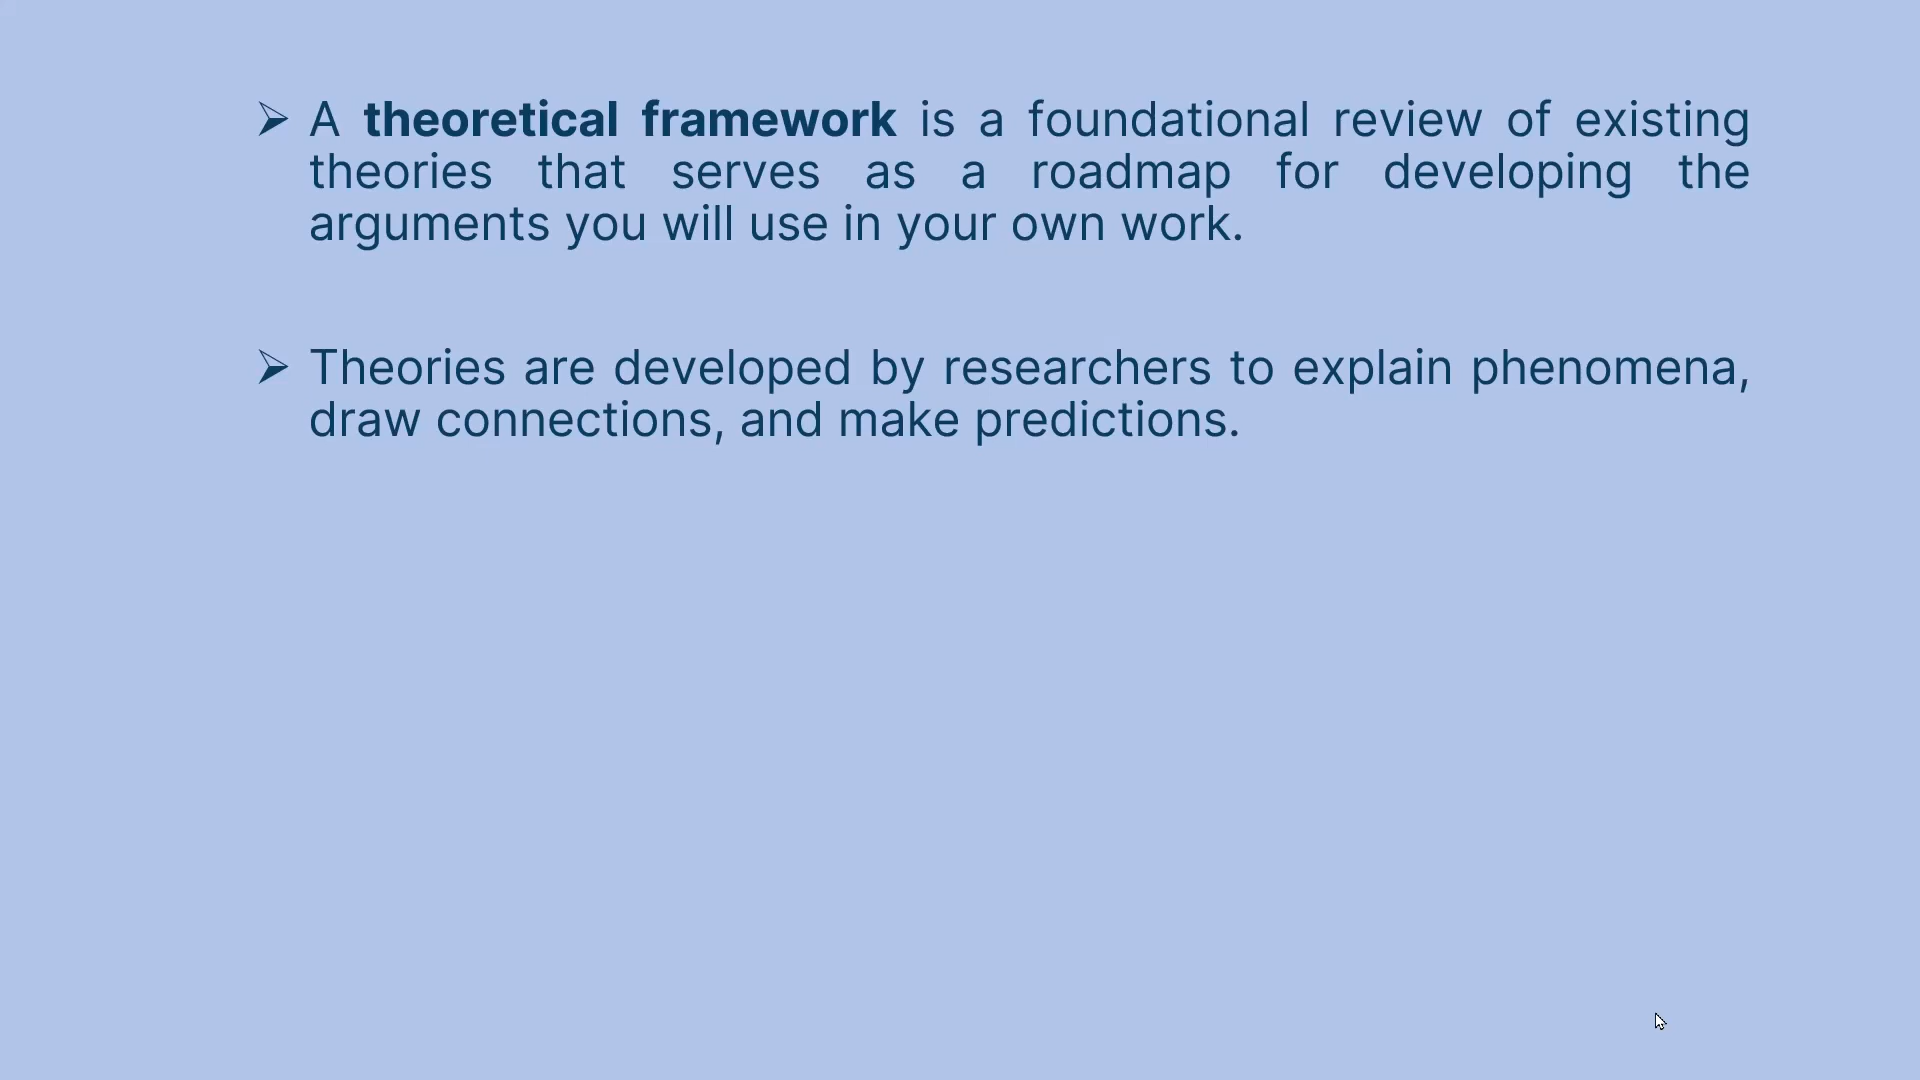 ➢ A theoretical framework is a foundational review of existing
theories that serves as a roadmap for developing the
arguments you will use in your own work.
➢ Theories are developed by researchers to explain phenomena,
draw connections, and make predictions.